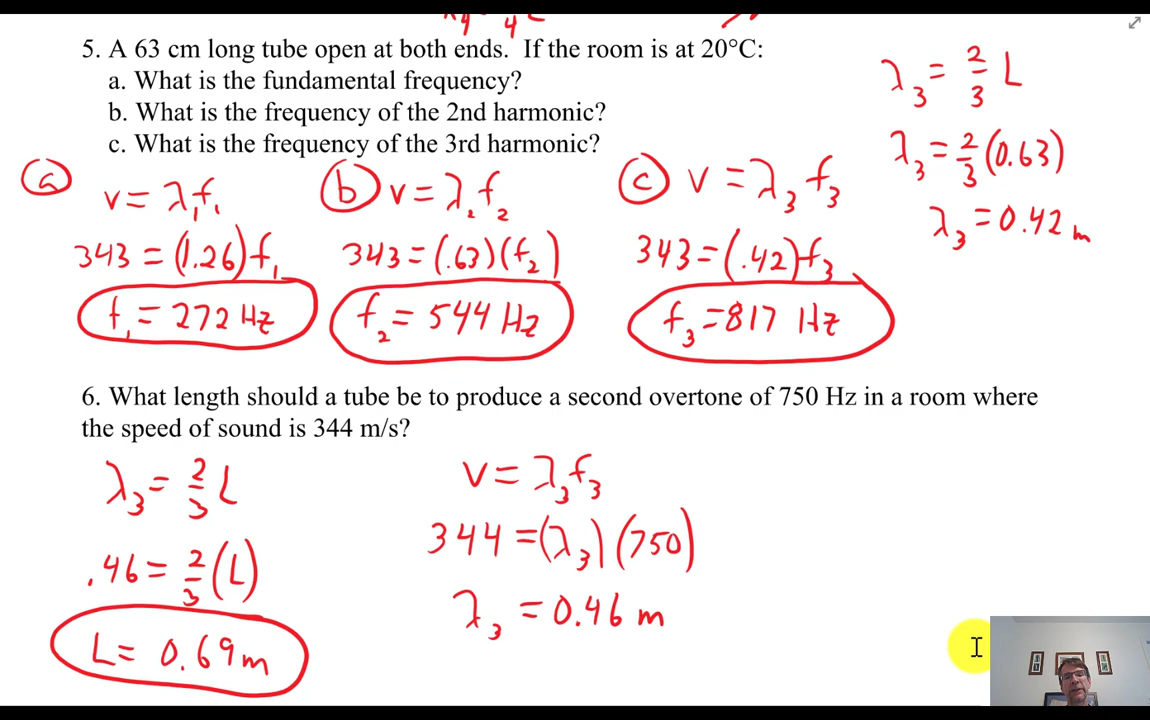 5. A 63 cm long tube open at both ends. If the room is at 20°C:
a. What is the fundamental frequency?
b. What is the frequency of the 2nd harmonic?
c. What is the frequency of the 3rd harmonic?
λ₃ = 2/3 L
λ₃ = 2/3 (0.63)
λ₃ = 0.42 m
(a) v = λ₁f₁
343 = (1.26) f₁
f₁ = 272 Hz
(b) v = λ₂f₂
343 = (.63)(f₂)
f₂ = 544 Hz
(c) v = λ₃ f₃
343 = (.42) f₃
f₃ = 817 Hz
6. What length should a tube be to produce a second overtone of 750 Hz in a room where
the speed of sound is 344 m/s?
λ₃ = 2/3 L
.46 = 2/3 (L)
L = 0.69 m
v = λ₃f₃
344 = (λ₃)(750)
λ₃ = 0.46 m